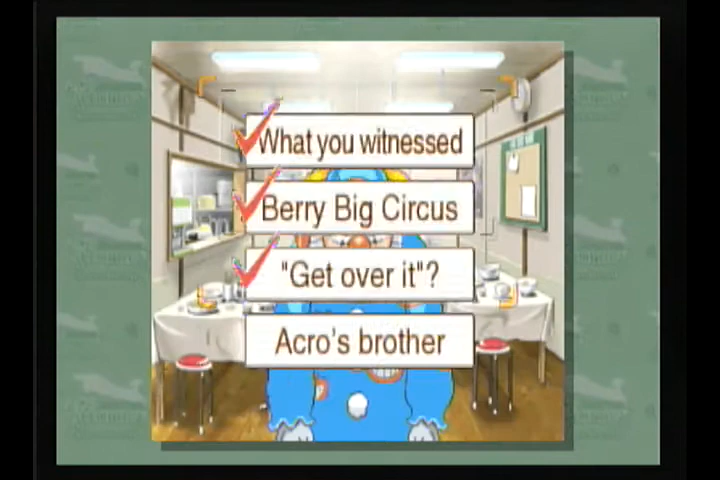 What you witnessed
Berry Big Circus
"Get over it"?
Acro's brother